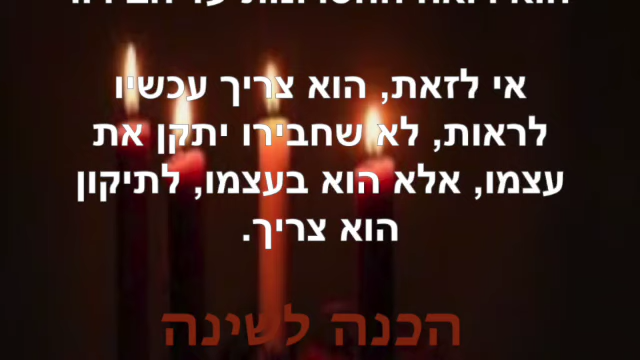 אי לזאת, הוא צריך עכשיו
לראות, לא שחבירו יתקן את
עצמו, אלא הוא בעצמו, לתיקון
הוא צריך.
הכנה לשינה